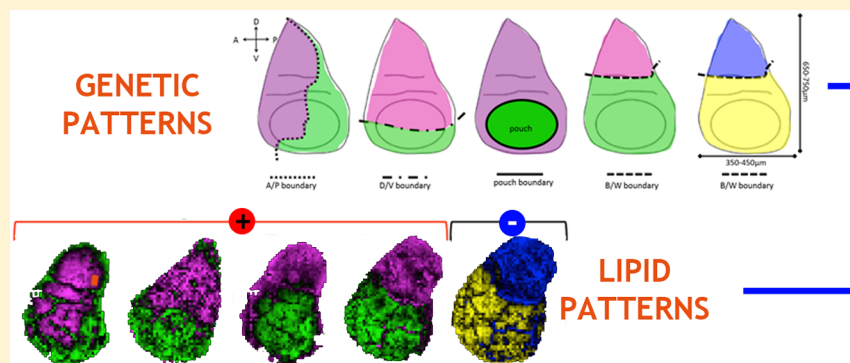 GENETIC
PATTERNS
D
A
P
V
pouch
A/P boundary
D/V boundary
pouch boundary
B/W boundary
B/W boundary
350-450μm
650-750μm
+
-
LIPID
PATTERNS